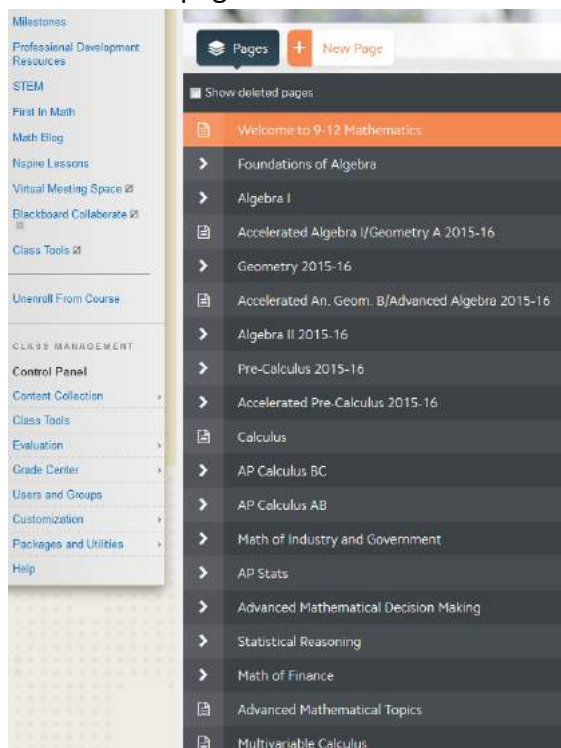 Milestones
Professional Development
Resources
STEM
First In Math
Math Blog
Nspire Lessons
Virtual Meeting Space
Blackboard Collaborate
Class Tools
Unenroll From Course
CLASS MANAGEMENT
Control Panel
Content Collection
Class Tools
Evaluation
Grade Center
Users and Groups
Customization
Packages and Utilities
Help
Pages
+ New Page
Show deleted pages
Welcome to 9-12 Mathematics
Foundations of Algebra
Algebra I
Accelerated Algebra I/Geometry A 2015-16
Geometry 2015-16
Accelerated An. Geom. B/Advanced Algebra 2015-16
Algebra II 2015-16
Pre-Calculus 2015-16
Accelerated Pre-Calculus 2015-16
Calculus
AP Calculus BC
AP Calculus AB
Math of Industry and Government
AP Stats
Advanced Mathematical Decision Making
Statistical Reasoning
Math of Finance
Advanced Mathematical Topics
Multivariable Calculus